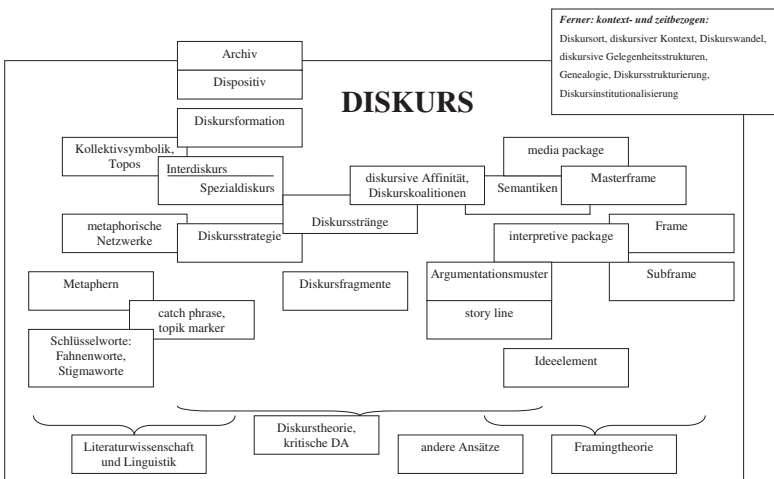 Ferner: kontext- und zeitbezogen:
Diskursort, diskursiver Kontext, Diskurswandel,
diskursive Gelegenheitsstrukturen,
Genealogie, Diskursstrukturierung,
Diskursinstitutionalisierung
Archiv
Dispositiv
DISKURS
Diskursformation
Kollektivsymbolik,
Topos
Interdiskurs
Spezialdiskurs
diskursive Affinität,
Diskurskoalitionen
media package
Semantiken
Masterframe
Diskursstränge
metaphorische
Netzwerke
Diskursstrategie
interpretive package
Frame
Metaphern
Diskursfragmente
Argumentationsmuster
Subframe
catch phrase,
topik marker
story line
Schlüsselworte:
Fahnenworte,
Stigmaworte
Ideeelement
Literaturwissenschaft
und Linguistik
Diskurstheorie,
kritische DA
andere Ansätze
Framingtheorie